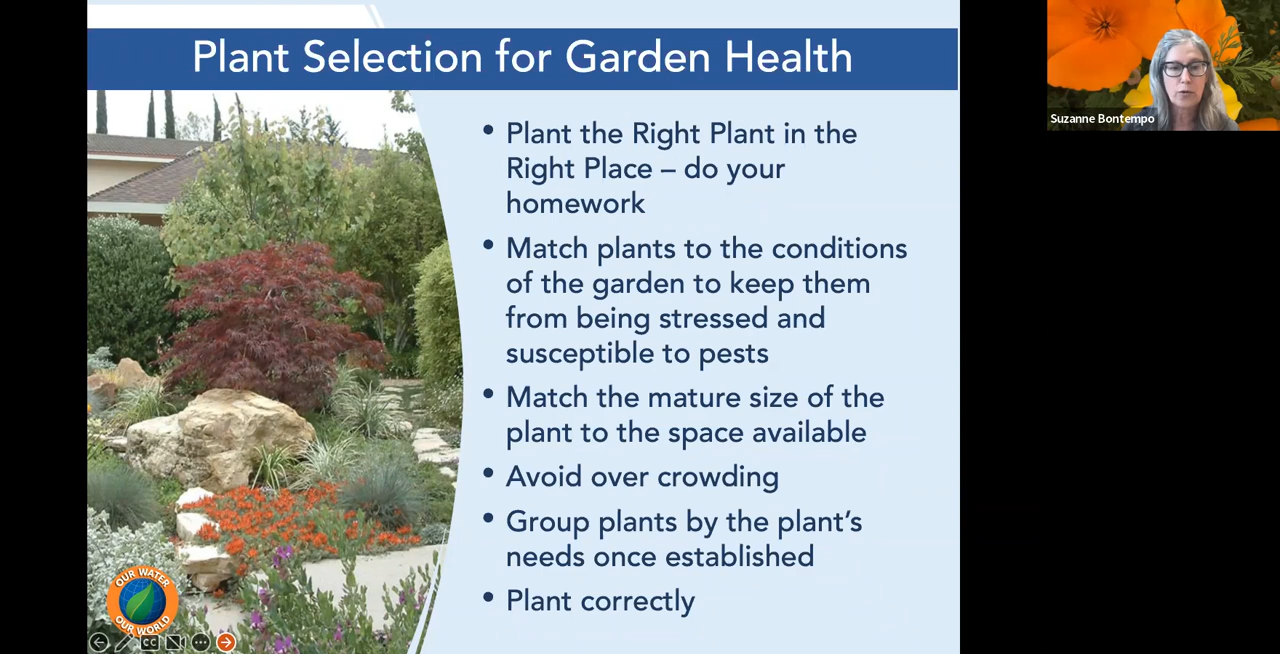 Plant Selection for Garden Health
• Plant the Right Plant in the
Right Place – do your
homework
• Match plants to the conditions
of the garden to keep them
from being stressed and
susceptible to pests
• Match the mature size of the
plant to the space available
• Avoid over crowding
• Group plants by the plant’s
needs once established
• Plant correctly
OUR WATER
OUR WORLD
CC
Suzanne Bontempo